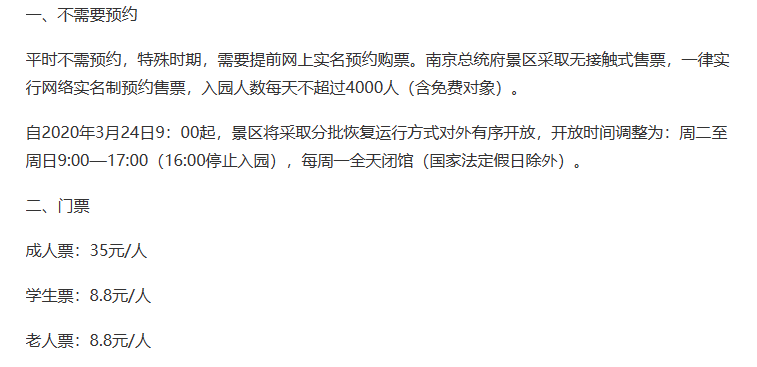 一、不需要预约
平时不需预约，特殊时期，需要提前网上实名预约购票。南京总统府景区采取无接触式售票，一律实
行网络实名制预约售票，入园人数每天不超过4000人（含免费对象）。
自2020年3月24日9：00起，景区将采取分批恢复运行方式对外有序开放，开放时间调整为：周二至
周日9:00—17:00（16:00停止入园），每周一全天闭馆（国家法定假日除外）。
二、门票
成人票：35元/人
学生票：8.8元/人
老人票：8.8元/人